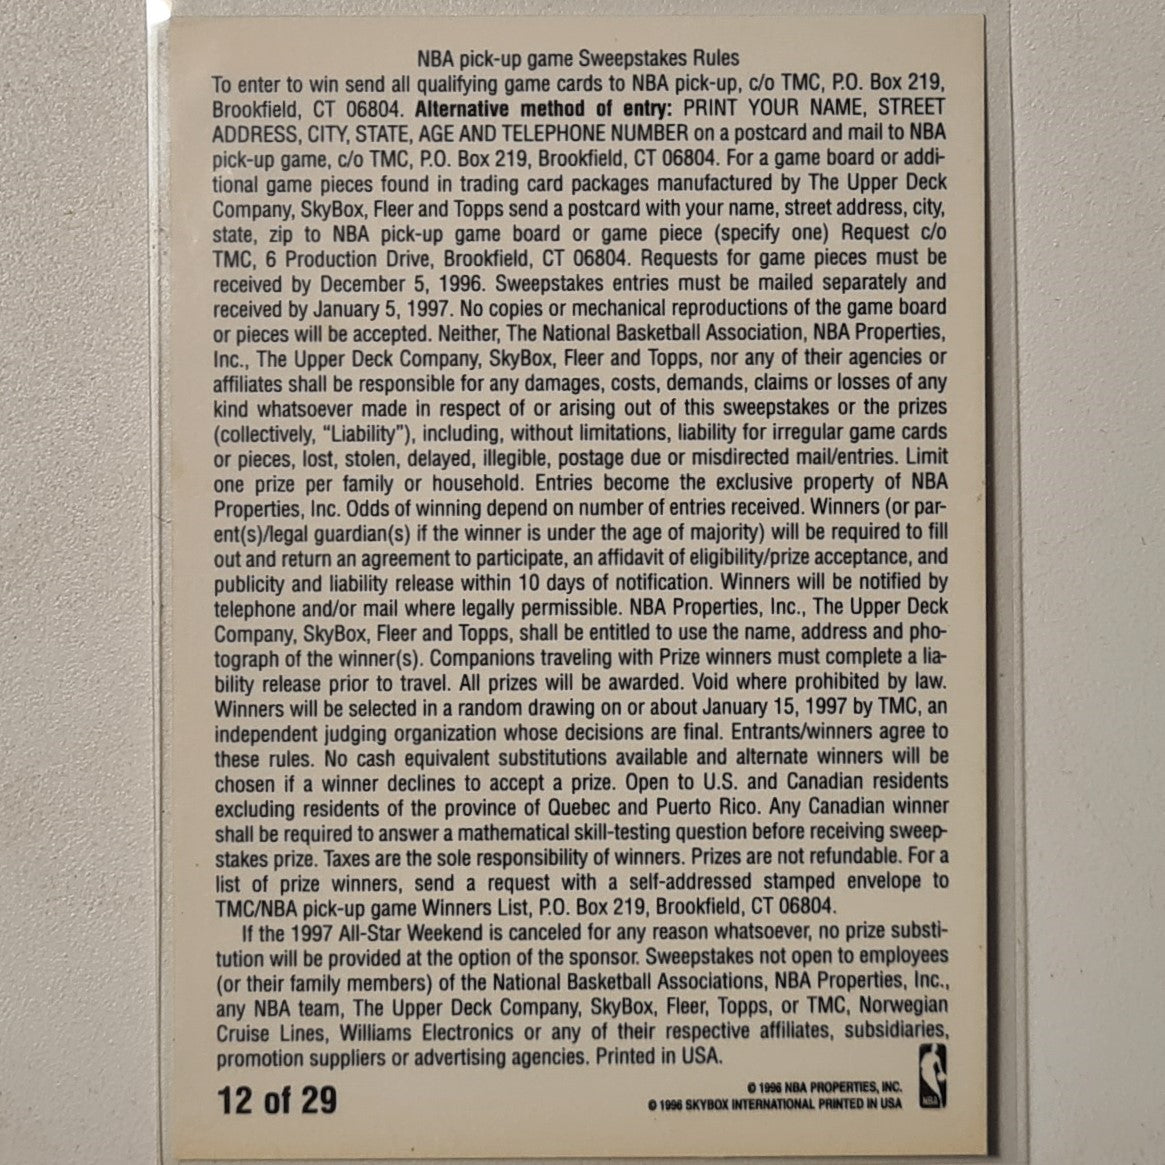 NBA pick-up game Sweepstakes Rules
To enter to win send all qualifying game cards to NBA pick-up, c/o TMC, P.O. Box 219,
Brookfield, CT 06804. Alternative method of entry: PRINT YOUR NAME, STREET
ADDRESS, CITY, STATE, AGE AND TELEPHONE NUMBER on a postcard and mail to NBA
pick-up game, c/o TMC, P.O. Box 219, Brookfield, CT 06804. For a game board or addi-
tional game pieces found in trading card packages manufactured by The Upper Deck
Company, SkyBox, Fleer and Topps send a postcard with your name, street address, city,
state, zip to NBA pick-up game board or game piece (specify one) Request c/o
TMC, 6 Production Drive, Brookfield, CT 06804. Requests for game pieces must be
received by December 5, 1996. Sweepstakes entries must be mailed separately and
received by January 5, 1997. No copies or mechanical reproductions of the game board
or pieces will be accepted. Neither, The National Basketball Association, NBA Properties,
Inc., The Upper Deck Company, SkyBox, Fleer and Topps, nor any of their agencies or
affiliates shall be responsible for any damages, costs, demands, claims or losses of any
kind whatsoever made in respect of or arising out of this sweepstakes or the prizes
(collectively, “Liability”), including, without limitations, liability for irregular game cards
or pieces, lost, stolen, delayed, illegible, postage due or misdirected mail/entries. Limit
one prize per family or household. Entries become the exclusive property of NBA
Properties, Inc. Odds of winning depend on number of entries received. Winners (or par-
ent(s)/legal guardian(s) if the winner is under the age of majority) will be required to fill
out and return an agreement to participate, an affidavit of eligibility/prize acceptance, and
publicity and liability release within 10 days of notification. Winners will be notified by
telephone and/or mail where legally permissible. NBA Properties, Inc., The Upper Deck
Company, SkyBox, Fleer and Topps, shall be entitled to use the name, address and pho-
tograph of the winner(s). Companions traveling with Prize winners must complete a lia-
bility release prior to travel. All prizes will be awarded. Void where prohibited by law.
Winners will be selected in a random drawing on or about January 15, 1997 by TMC, an
independent judging organization whose decisions are final. Entrants/winners agree to
these rules. No cash equivalent substitutions available and alternate winners will be
chosen if a winner declines to accept a prize. Open to U.S. and Canadian residents
excluding residents of the province of Quebec and Puerto Rico. Any Canadian winner
shall be required to answer a mathematical skill-testing question before receiving sweep-
stakes prize. Taxes are the sole responsibility of winners. Prizes are not refundable. For a
list of prize winners, send a request with a self-addressed stamped envelope to
TMC/NBA pick-up game Winners List, P.O. Box 219, Brookfield, CT 06804.
If the 1997 All-Star Weekend is canceled for any reason whatsoever, no prize substi-
tution will be provided at the option of the sponsor. Sweepstakes not open to employees
(or their family members) of the National Basketball Associations, NBA Properties, Inc.,
any NBA team, The Upper Deck Company, SkyBox, Fleer, Topps, or TMC, Norwegian
Cruise Lines, Williams Electronics or any of their respective affiliates, subsidiaries,
promotion suppliers or advertising agencies. Printed in USA.
12 of 29
© 1996 NBA PROPERTIES, INC.
© 1996 SKYBOX INTERNATIONAL PRINTED IN USA
NBA